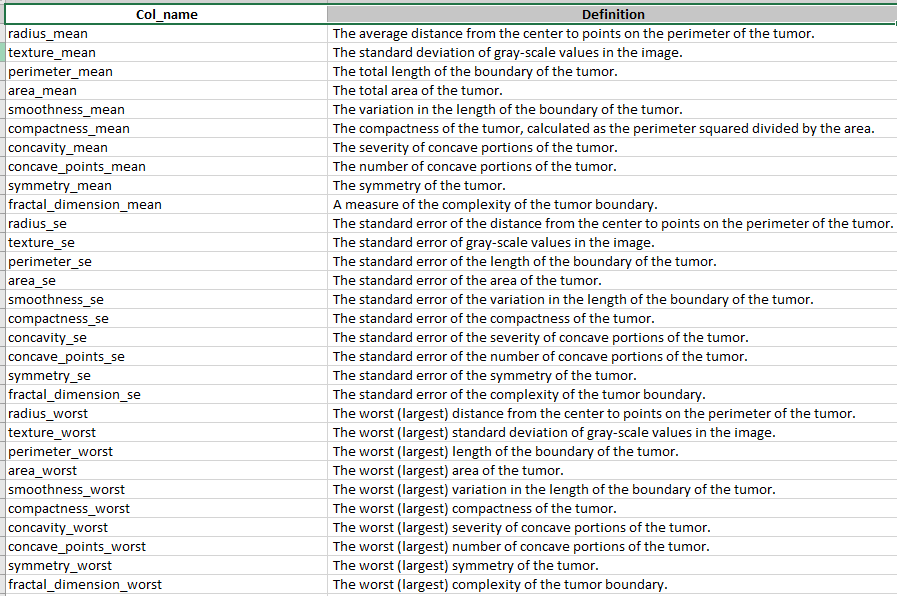 Col_name Definition
radius_mean The average distance from the center to points on the perimeter of the tumor.
texture_mean The standard deviation of gray-scale values in the image.
perimeter_mean The total length of the boundary of the tumor.
area_mean The total area of the tumor.
smoothness_mean The variation in the length of the boundary of the tumor.
compactness_mean The compactness of the tumor, calculated as the perimeter squared divided by the area.
concavity_mean The severity of concave portions of the tumor.
concave_points_mean The number of concave portions of the tumor.
symmetry_mean The symmetry of the tumor.
fractal_dimension_mean A measure of the complexity of the tumor boundary.
radius_se The standard error of the distance from the center to points on the perimeter of the tumor.
texture_se The standard error of gray-scale values in the image.
perimeter_se The standard error of the length of the boundary of the tumor.
area_se The standard error of the area of the tumor.
smoothness_se The standard error of the variation in the length of the boundary of the tumor.
compactness_se The standard error of the compactness of the tumor.
concavity_se The standard error of the severity of concave portions of the tumor.
concave_points_se The standard error of the number of concave portions of the tumor.
symmetry_se The standard error of the symmetry of the tumor.
fractal_dimension_se The standard error of the complexity of the tumor boundary.
radius_worst The worst (largest) distance from the center to points on the perimeter of the tumor.
texture_worst The worst (largest) standard deviation of gray-scale values in the image.
perimeter_worst The worst (largest) length of the boundary of the tumor.
area_worst The worst (largest) area of the tumor.
smoothness_worst The worst (largest) variation in the length of the boundary of the tumor.
compactness_worst The worst (largest) compactness of the tumor.
concavity_worst The worst (largest) severity of concave portions of the tumor.
concave_points_worst The worst (largest) number of concave portions of the tumor.
symmetry_worst The worst (largest) symmetry of the tumor.
fractal_dimension_worst The worst (largest) complexity of the tumor boundary.